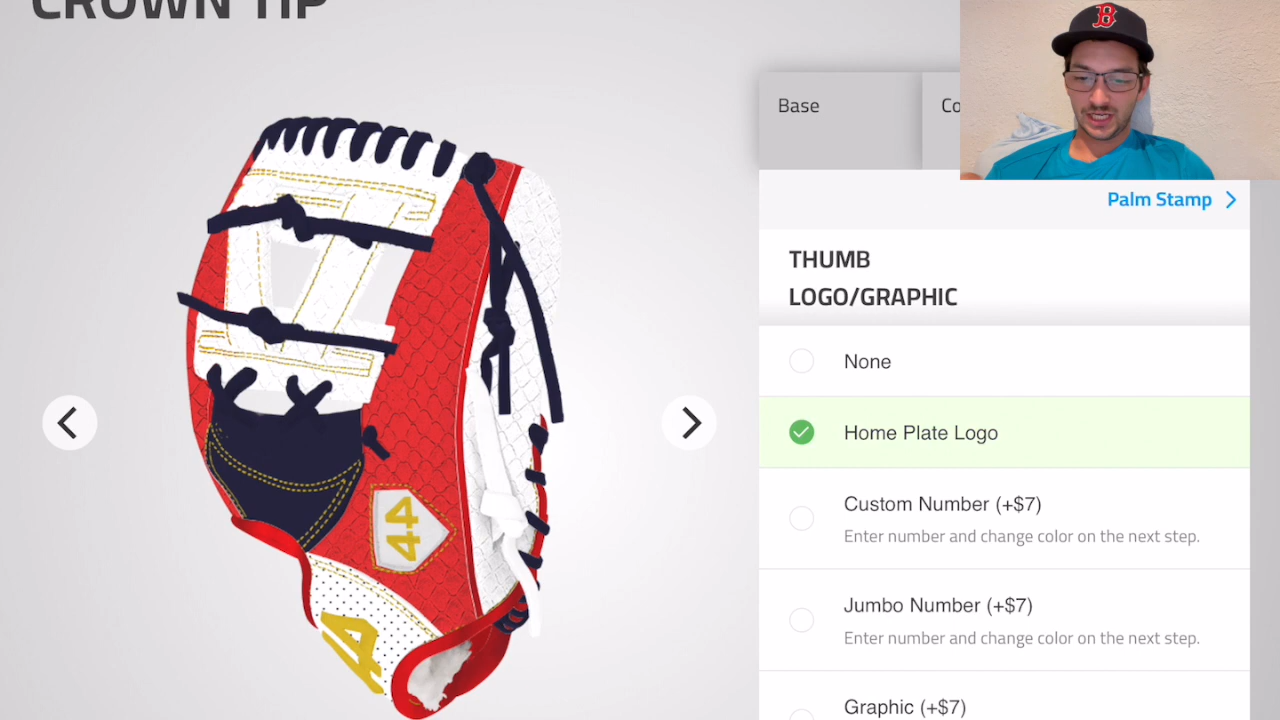 CROWN TIP
Base
Co
B
Palm Stamp
THUMB
LOGO/GRAPHIC
None
Home Plate Logo
Custom Number (+$7)
Enter number and change color on the next step.
Jumbo Number (+$7)
Enter number and change color on the next step.
Graphic (+$7)
44